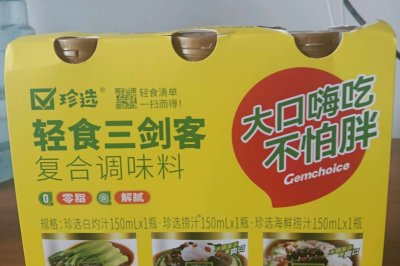 珍选
轻食清单
一扫而得!
轻食三剑客
复合调味料
零脂
解腻
大口嗨吃
不怕胖
Gemchoice
规格:珍选白灼汁150mLx1瓶·珍选捞汁150mLx1瓶·珍选海鲜捞汁150mLx1瓶